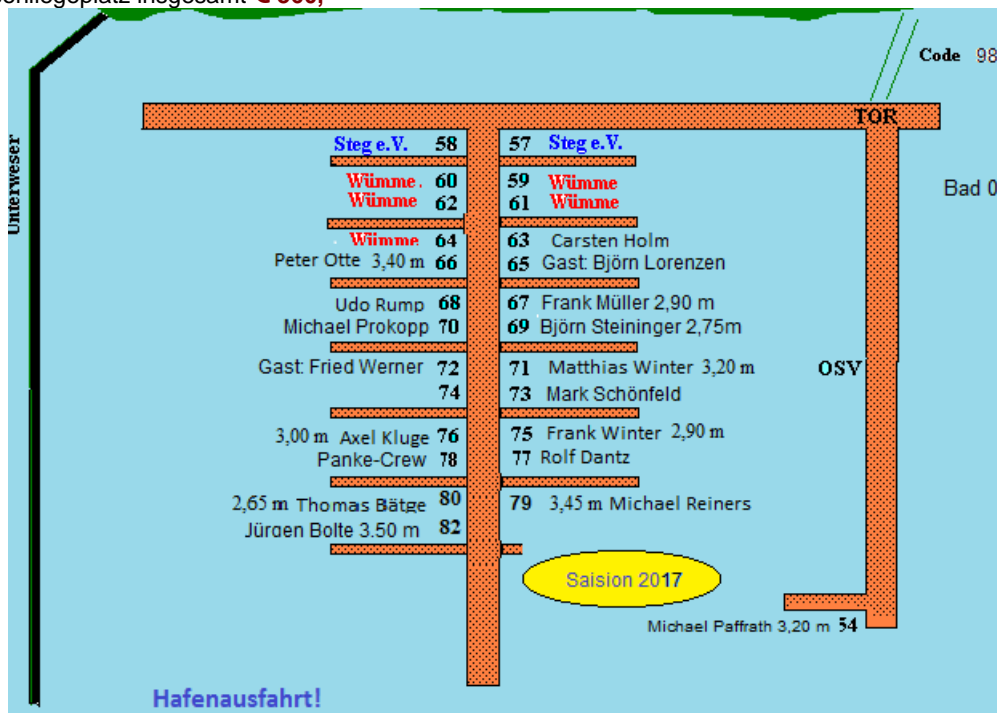 insgesamt € 300,
Code 98
TOR
Unterweser
Steg e.V. 58 57 Steg e.V.
Wümme. 60 59 Wümme
Wümme 62 61 Wümme
Bad 0
Wümme 64 63 Carsten Holm
Peter Otte 3,40 m 66 65 Gast: Björn Lorenzen
Udo Rump 68 67 Frank Müller 2,90 m
Michael Prokopp 70 69 Björn Steininger 2,75m
Gast: Fried Werner 72 71 Matthias Winter 3,20 m OSV
74 73 Mark Schönfeld
3,00 m Axel Kluge 76 75 Frank Winter 2,90 m
Panke-Crew 78 77 Rolf Dantz
2,65 m Thomas Bätge 80 79 3,45 m Michael Reiners
Jürgen Bolte 3.50 m 82
Saision 2017
Michael Paffrath 3,20 m 54
Hafenausfahrt!